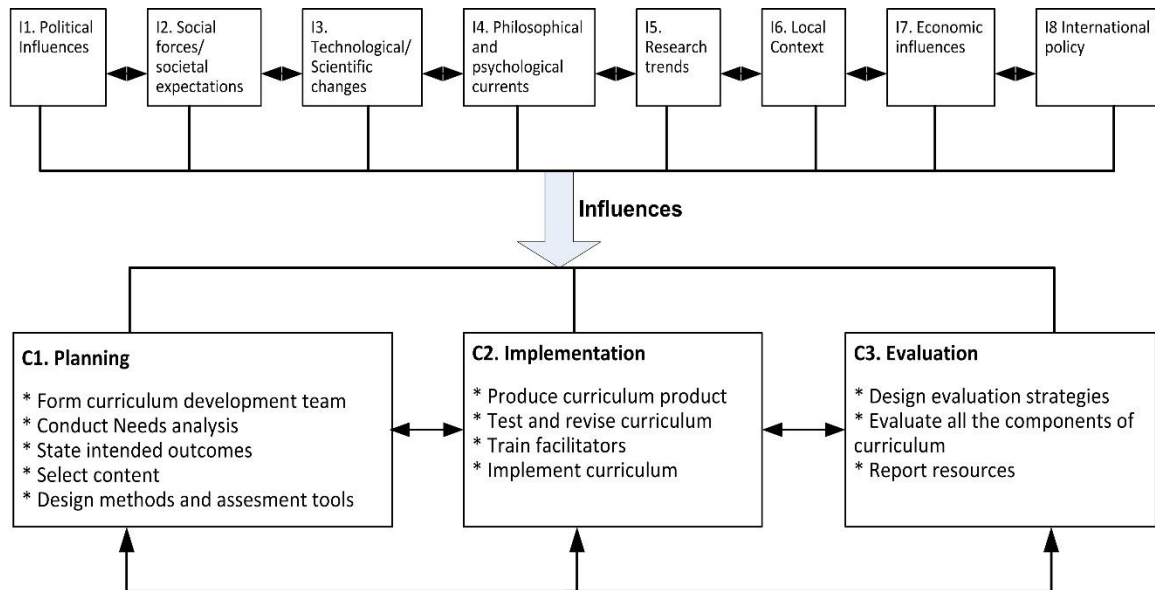 I1. Political
Influences
I2. Social
forces/
societal
expectations
I3.
Technological/
Scientific
changes
I4. Philosophical
and
psychological
currents
I5.
Research
trends
I6. Local
Context
I7. Economic
influences
I8 International
policy
Influences
C1. Planning
* Form curriculum development team
* Conduct Needs analysis
* State intended outcomes
* Select content
* Design methods and assesment tools
C2. Implementation
* Produce curriculum product
* Test and revise curriculum
* Train facilitators
* Implement curriculum
C3. Evaluation
* Design evaluation strategies
* Evaluate all the components of
curriculum
* Report resources